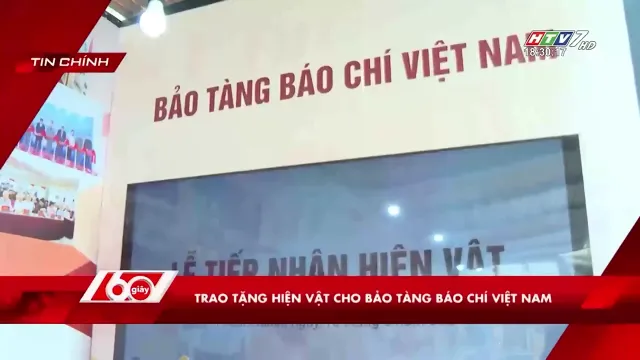 TIN CHÍNH
HTV7 HD
18:30:17
BẢO TÀNG BÁO CHÍ VIỆT NAM
LỄ TIẾP NHẬN HIỆN VẬT
60 giây
TRAO TẶNG HIỆN VẬT CHO BẢO TÀNG BÁO CHÍ VIỆT NAM